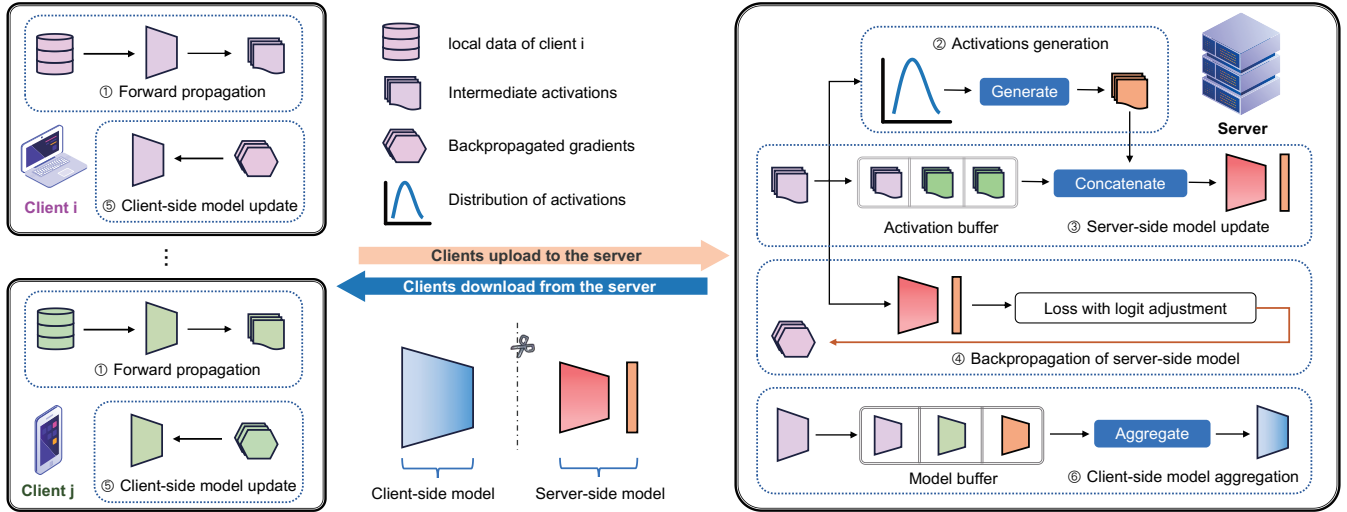 ① Forward propagation
⑤ Client-side model update
Client i
⋮
① Forward propagation
⑤ Client-side model update
Client j
local data of client i
Intermediate activations
Backpropagated gradients
Distribution of activations
Clients upload to the server
Clients download from the server
Client-side model
Server-side model
② Activations generation
Generate
Server
Concatenate
Activation buffer
③ Server-side model update
Loss with logit adjustment
④ Backpropagation of server-side model
Aggregate
Model buffer
⑥ Client-side model aggregation